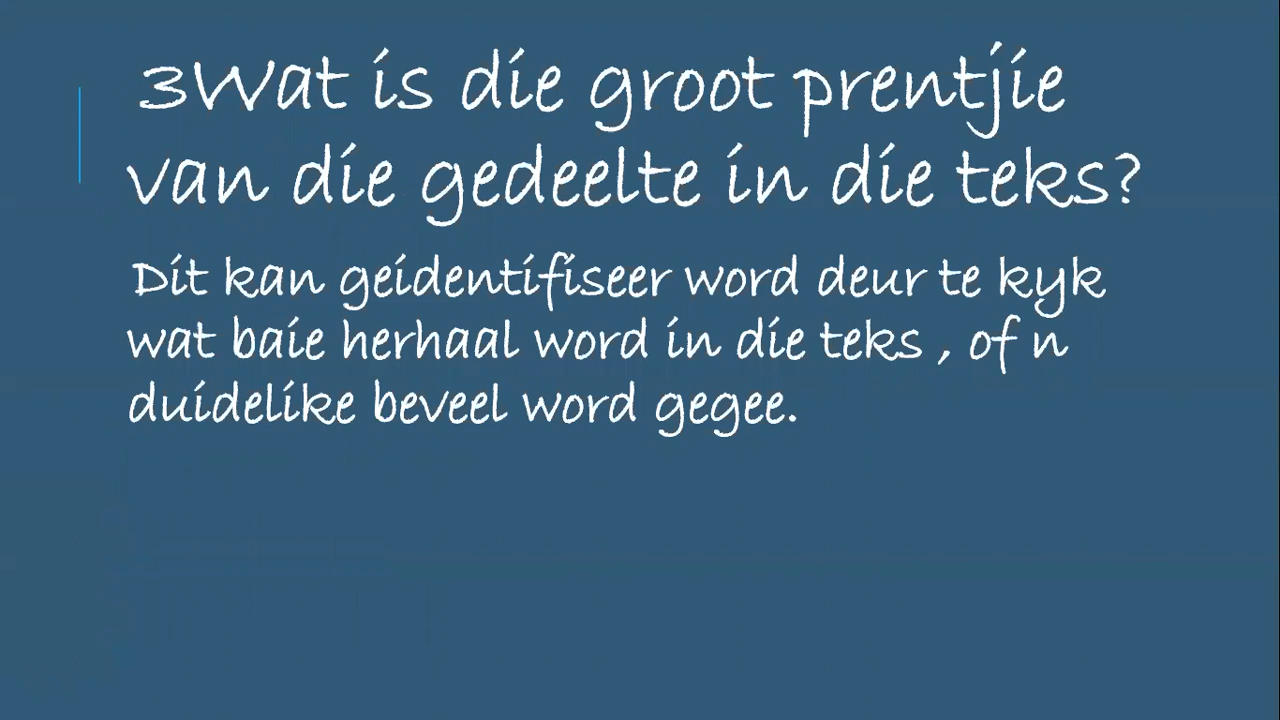 3Wat is die groot prentjie
van die gedeelte in die teks?
Dit kan geidentifiseer word deur te kyk
wat baie herhaal word in die teks , of n
duidelike beveel word gegee.